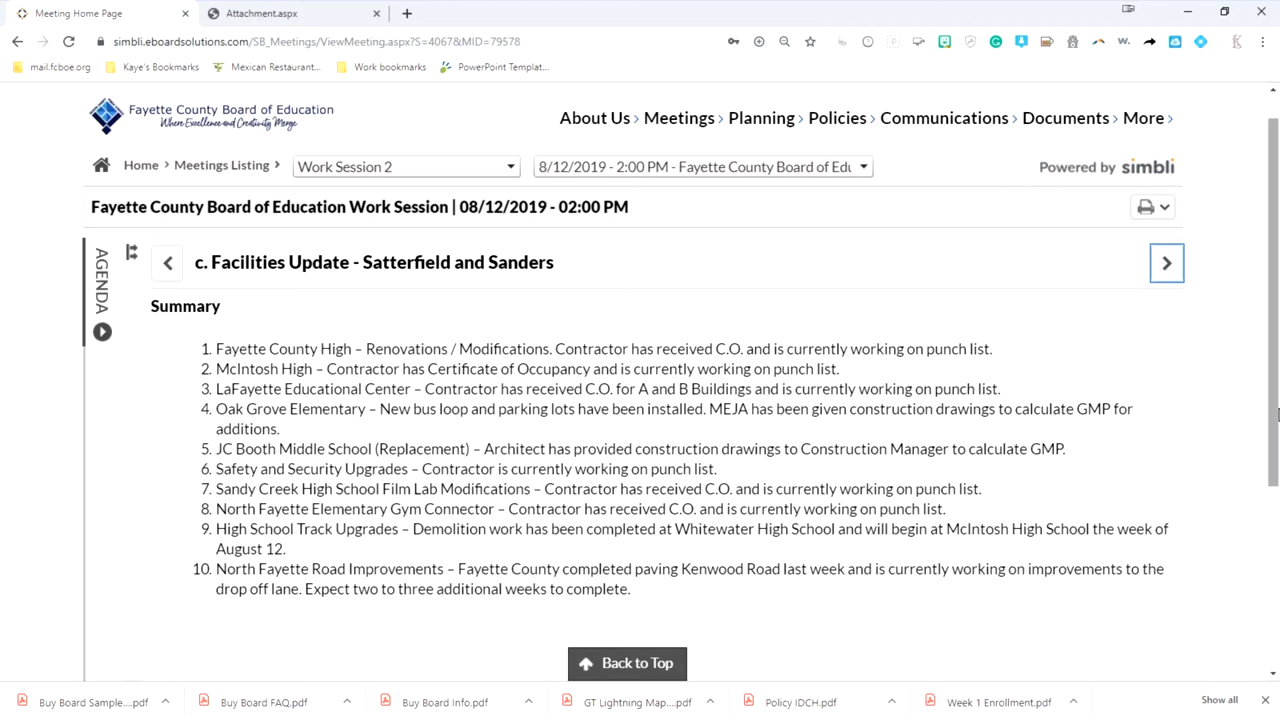 Meeting Home Page
Attachment.aspx
simbli.eboardsolutions.com/SB_Meetings/ViewMeeting.aspx?S=4067&MID=79578
mail.fcboe.org Kaye's Bookmarks Mexican Restaurant... Work bookmarks PowerPoint Templat...
Fayette County Board of Education
Where Excellence and Creativity Merge
About Us Meetings Planning Policies Communications Documents More
Home Meetings Listing Work Session 2 8/12/2019 - 2:00 PM - Fayette County Board of Edu
Powered by simbli
Fayette County Board of Education Work Session | 08/12/2019 - 02:00 PM
AGENDA
c. Facilities Update - Satterfield and Sanders
Summary
1. Fayette County High – Renovations / Modifications. Contractor has received C.O. and is currently working on punch list.
2. McIntosh High – Contractor has Certificate of Occupancy and is currently working on punch list.
3. LaFayette Educational Center – Contractor has received C.O. for A and B Buildings and is currently working on punch list.
4. Oak Grove Elementary – New bus loop and parking lots have been installed. MEJA has been given construction drawings to calculate GMP for
additions.
5. JC Booth Middle School (Replacement) – Architect has provided construction drawings to Construction Manager to calculate GMP.
6. Safety and Security Upgrades – Contractor is currently working on punch list.
7. Sandy Creek High School Film Lab Modifications – Contractor has received C.O. and is currently working on punch list.
8. North Fayette Elementary Gym Connector – Contractor has received C.O. and is currently working on punch list.
9. High School Track Upgrades – Demolition work has been completed at Whitewater High School and will begin at McIntosh High School the week of
August 12.
10. North Fayette Road Improvements – Fayette County completed paving Kenwood Road last week and is currently working on improvements to the
drop off lane. Expect two to three additional weeks to complete.
Back to Top
Buy Board Sample....pdf Buy Board FAQ.pdf Buy Board Info.pdf GT Lightning Map....pdf Policy IDCH.pdf Week 1 Enrollment.pdf Show all